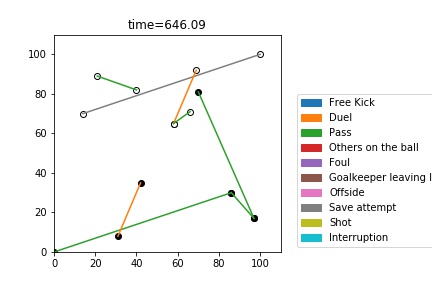 time=646.09
100
80
60
40
20
0
0 20 40 60 80 100
Free Kick
Duel
Pass
Others on the ball
Foul
Goalkeeper leaving l
Offside
Save attempt
Shot
Interruption